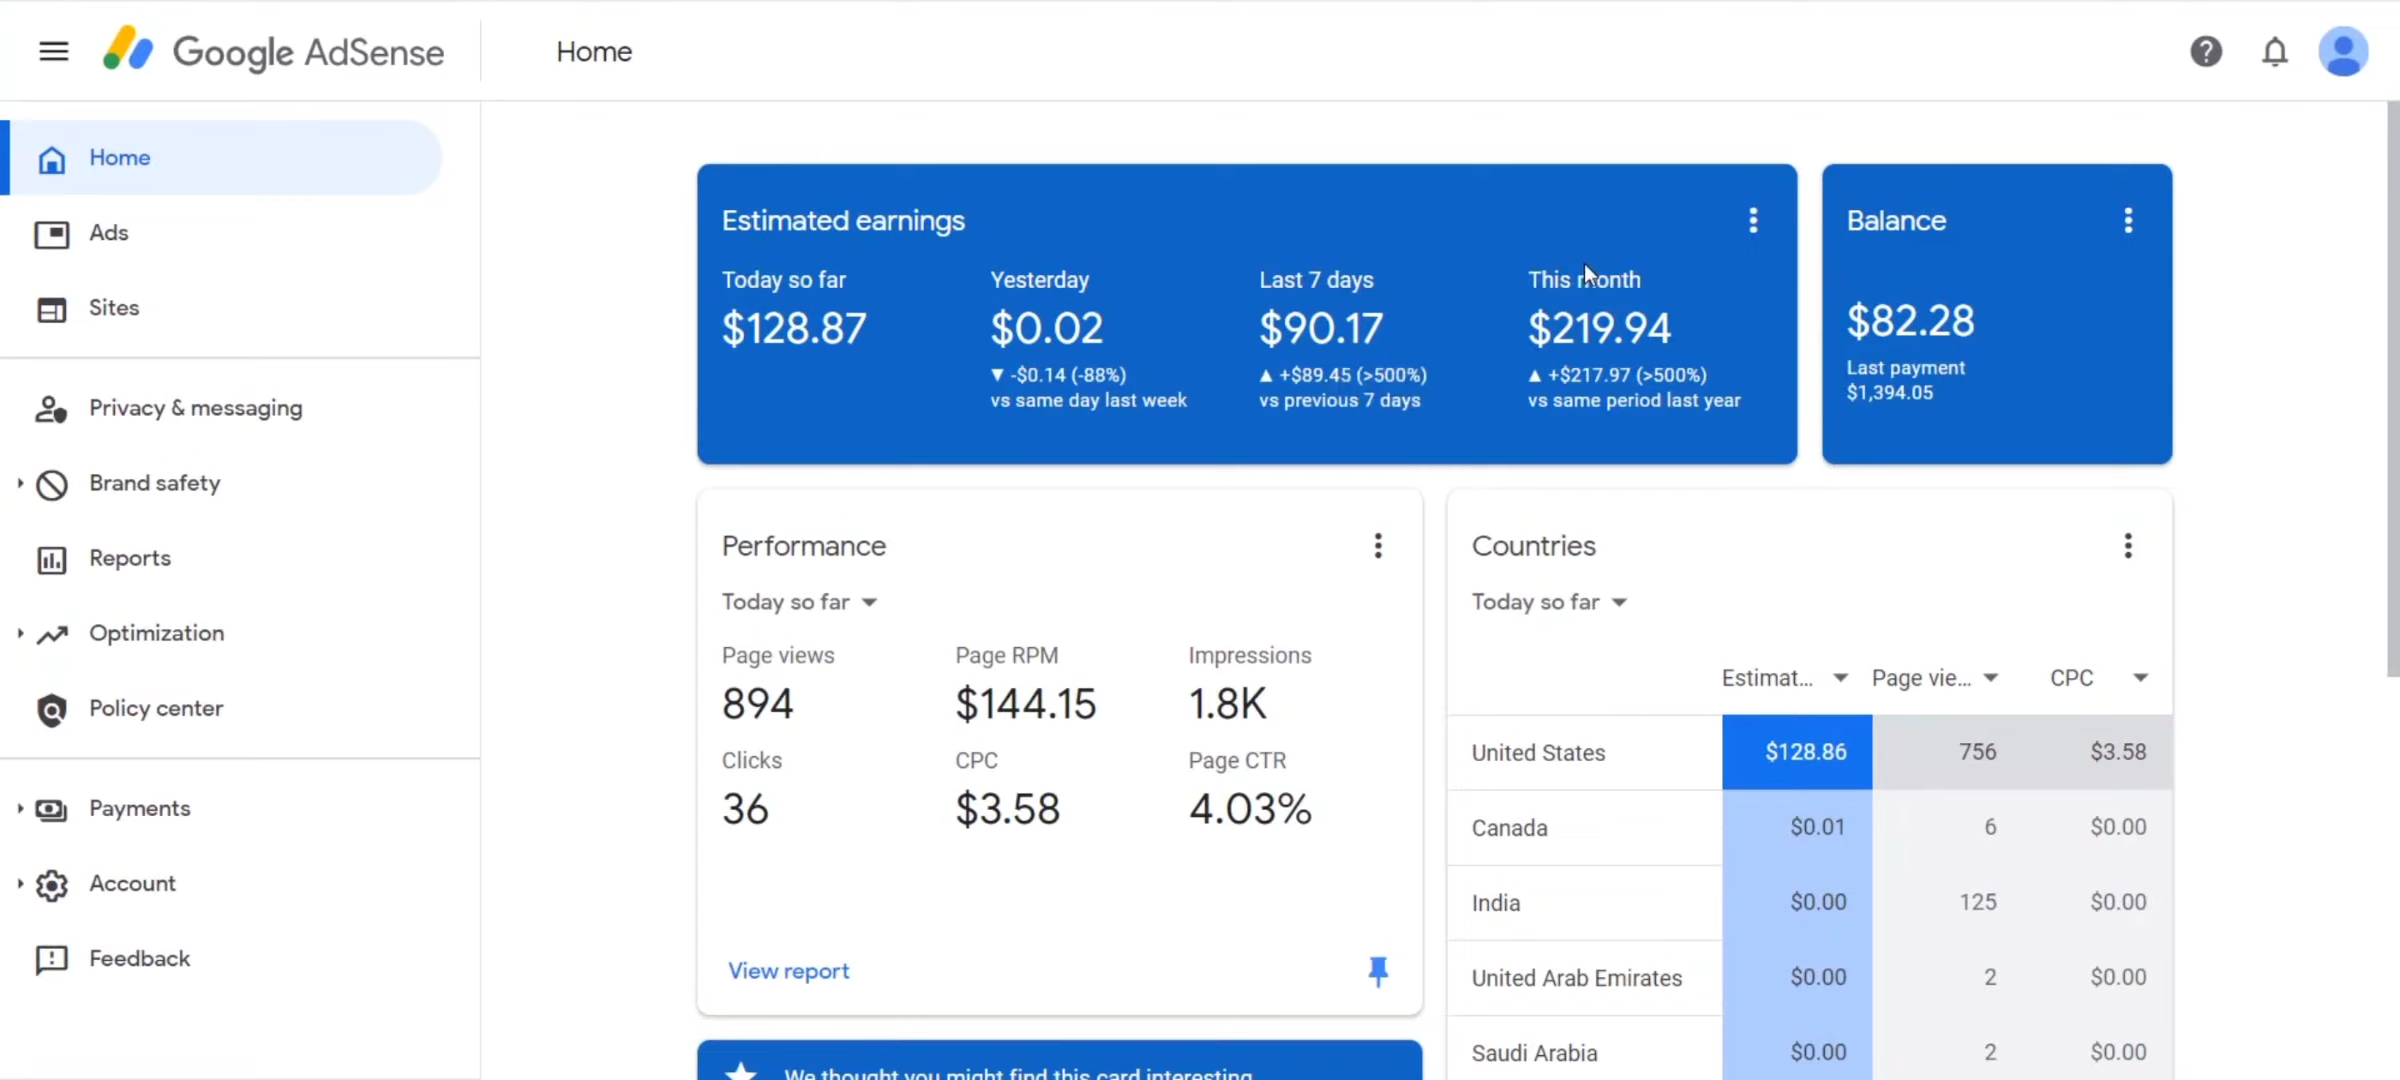 Google AdSense
Home
Home
Ads
Sites
Privacy & messaging
Brand safety
Reports
Optimization
Policy center
Payments
Account
Feedback
Estimated earnings
Today so far
$128.87
Yesterday
$0.02
▼ -$0.14 (-88%)
vs same day last week
Last 7 days
$90.17
▲ +$89.45 (>500%)
vs previous 7 days
This month
$219.94
▲ +$217.97 (>500%)
vs same period last year
Balance
$82.28
Last payment
$1,394.05
Performance
Today so far
Page views
894
Page RPM
$144.15
Impressions
1.8K
Clicks
36
CPC
$3.58
Page CTR
4.03%
View report
We thought you might find this card interesting
Countries
Today so far
Estimat... Page vie... CPC
United States $128.86 756 $3.58
Canada $0.01 6 $0.00
India $0.00 125 $0.00
United Arab Emirates $0.00 2 $0.00
Saudi Arabia $0.00 2 $0.00